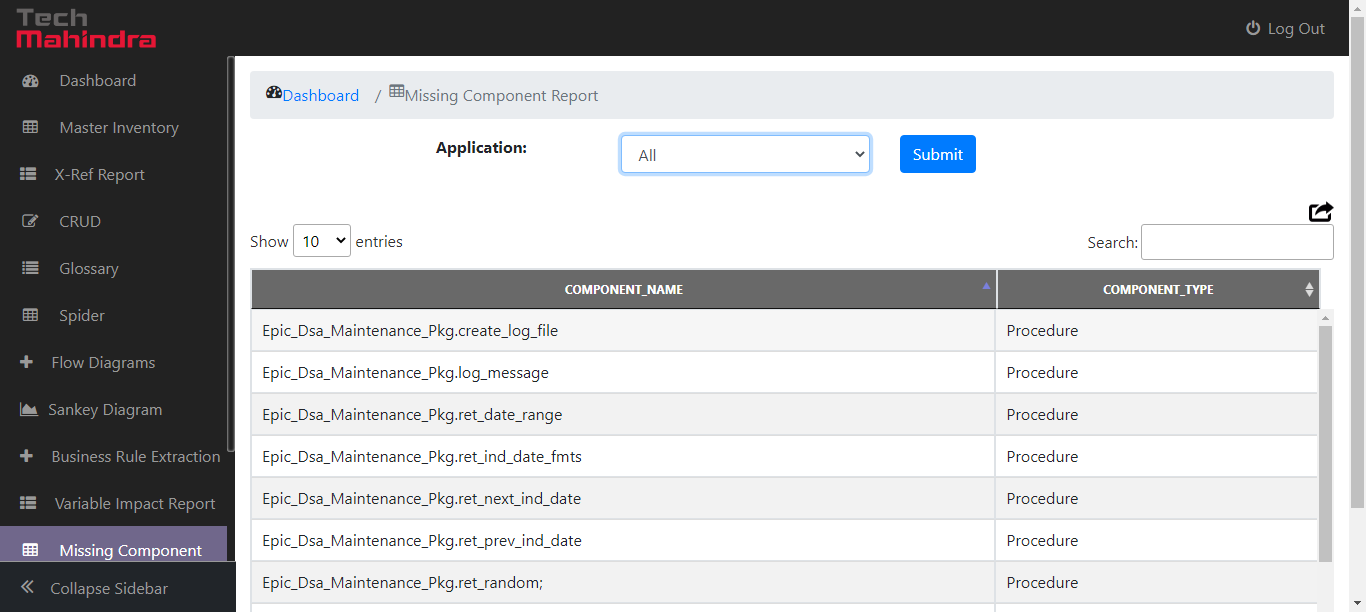 Tech
Mahindra
Log Out
Dashboard
Master Inventory
X-Ref Report
CRUD
Glossary
Spider
Flow Diagrams
Sankey Diagram
Business Rule Extraction
Variable Impact Report
Missing Component
Collapse Sidebar
Dashboard / Missing Component Report
Application: All Submit
Show 10 entries Search:
COMPONENT_NAME COMPONENT_TYPE
Epic_Dsa_Maintenance_Pkg.create_log_file Procedure
Epic_Dsa_Maintenance_Pkg.log_message Procedure
Epic_Dsa_Maintenance_Pkg.ret_date_range Procedure
Epic_Dsa_Maintenance_Pkg.ret_ind_date_fmts Procedure
Epic_Dsa_Maintenance_Pkg.ret_next_ind_date Procedure
Epic_Dsa_Maintenance_Pkg.ret_prev_ind_date Procedure
Epic_Dsa_Maintenance_Pkg.ret_random; Procedure